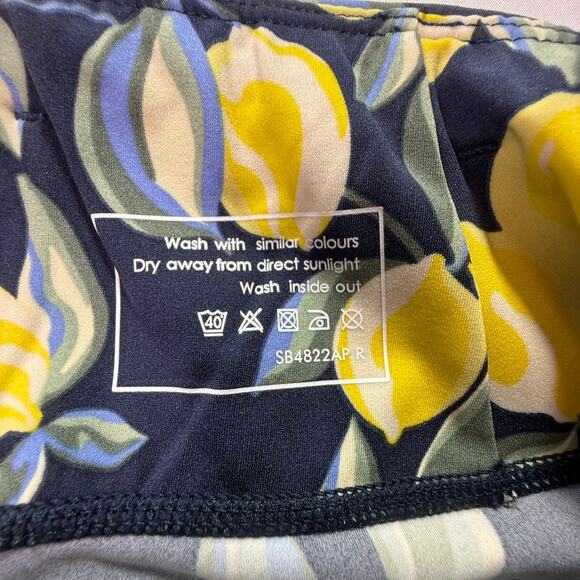 Wash with similar colours
Dry away from direct sunlight
Wash inside out
40
SB4822AP R